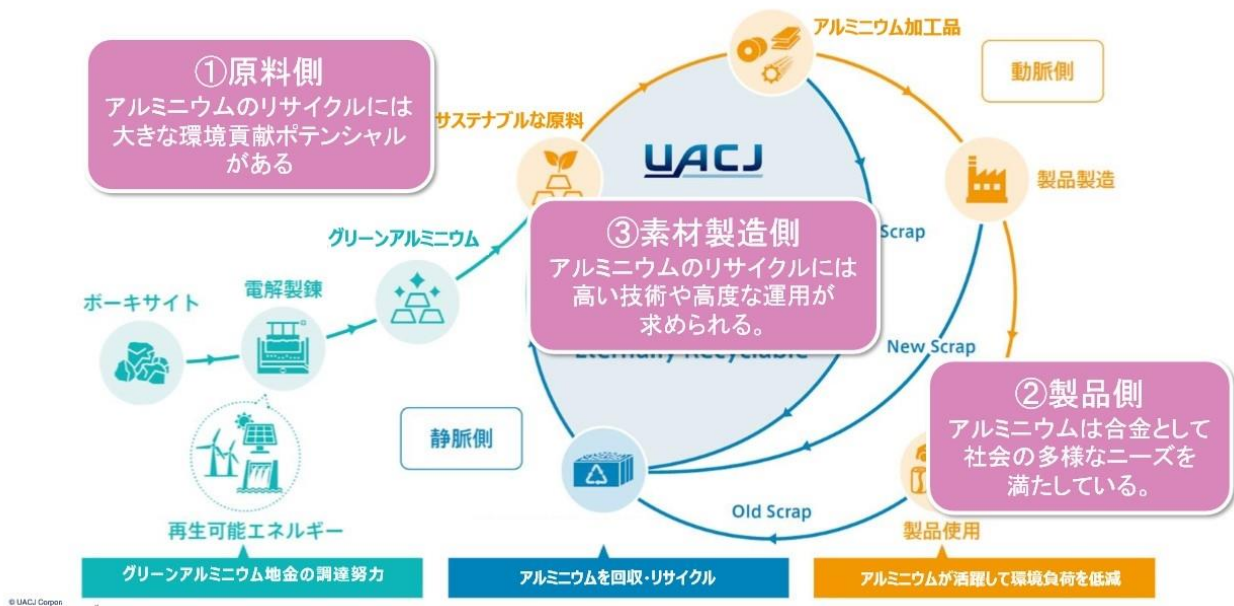 アルミニウム加工品
動脈側
①原料側
アルミニウムのリサイクルには
大きな環境貢献ポテンシャル
がある
サステナブルな原料
UACJ
製品製造
③素材製造側
アルミニウムのリサイクルには
高い技術や高度な運用が
求められる。
Scrap
グリーンアルミニウム
電解製錬
ボーキサイト
Eternally Recyclable
New Scrap
②製品側
アルミニウムは合金として
社会の多様なニーズを
満たしている。
静脈側
Old Scrap
製品使用
再生可能エネルギー
グリーンアルミニウム地金の調達努力
アルミニウムを回収・リサイクル
アルミニウムが活躍して環境負荷を低減
© UACJ Corpon